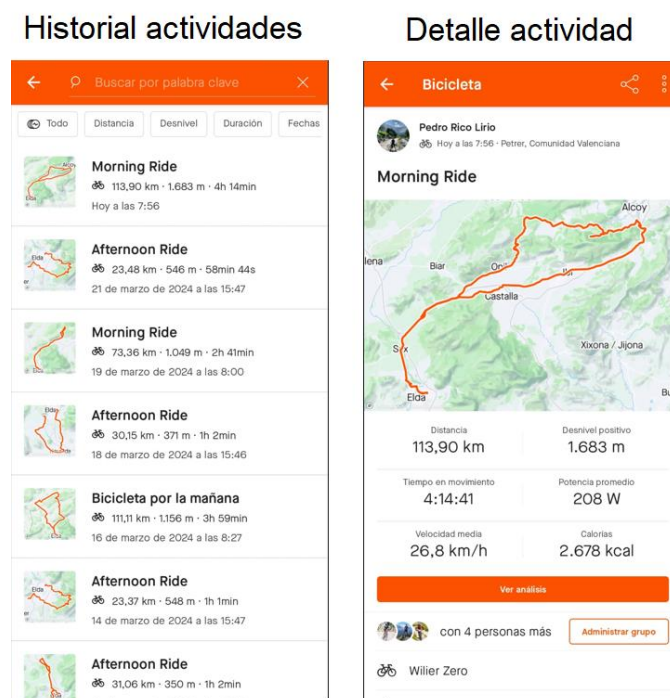 Historial actividades
Buscar por palabra clave
Todo Distancia Desnivel Duración Fechas
Morning Ride
113,90 km · 1.683 m · 4h 14min
Hoy a las 7:56
Afternoon Ride
23,48 km · 546 m · 58min 44s
21 de marzo de 2024 a las 15:47
Morning Ride
73,36 km · 1.049 m · 2h 41min
19 de marzo de 2024 a las 8:00
Afternoon Ride
30,15 km · 371 m · 1h 2min
18 de marzo de 2024 a las 15:46
Bicicleta por la mañana
111,11 km · 1.156 m · 3h 59min
16 de marzo de 2024 a las 8:27
Afternoon Ride
23,37 km · 548 m · 1h 1min
14 de marzo de 2024 a las 15:47
Afternoon Ride
31,06 km · 350 m · 1h 2min
Detalle actividad
Bicicleta
Pedro Rico Lirio
Hoy a las 7:56 · Petrer, Comunidad Valenciana
Morning Ride
Alcoy
lena
Biar
Castalla
Xixona / Jijona
Elda
Distancia Desnivel positivo
113,90 km 1.683 m
Tiempo en movimiento Potencia promedio
4:14:41 208 W
Velocidad media Calorías
26,8 km/h 2.678 kcal
Ver análisis
con 4 personas más Administrar grupo
Wilier Zero